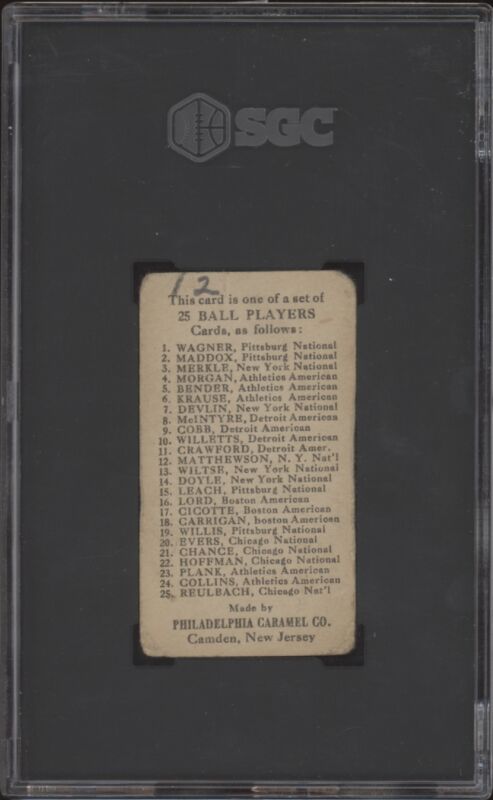 SGC
12
This card is one of a set of
25 BALL PLAYERS
Cards, as follows:
1. WAGNER, Pittsburg National
2. MADDOX, Pittsburg National
3. MERKLE, New York National
4. MORGAN, Athletics American
5. BENDER, Athletics American
6. KRAUSE, Athletics American
7. DEVLIN, New York National
8. McINTYRE, Detroit American
9. COBB, Detroit American
10. WILLETTS, Detroit American
11. CRAWFORD, Detroit Amer.
12. MATTHEWSON, N. Y. Nat'l
13. WILTSE, New York National
14. DOYLE, New York National
15. LEACH, Pittsburg National
16. LORD, Boston American
17. CICOTTE, Boston American
18. CARRIGAN, Boston American
19. WILLIS, Pittsburg National
20. EVERS, Chicago National
21. CHANCE, Chicago National
22. HOFFMAN, Chicago National
23. PLANK, Athletics American
24. COLLINS, Athletics American
25. REULBACH, Chicago Nat'l
Made by
PHILADELPHIA CARAMEL CO.
Camden, New Jersey